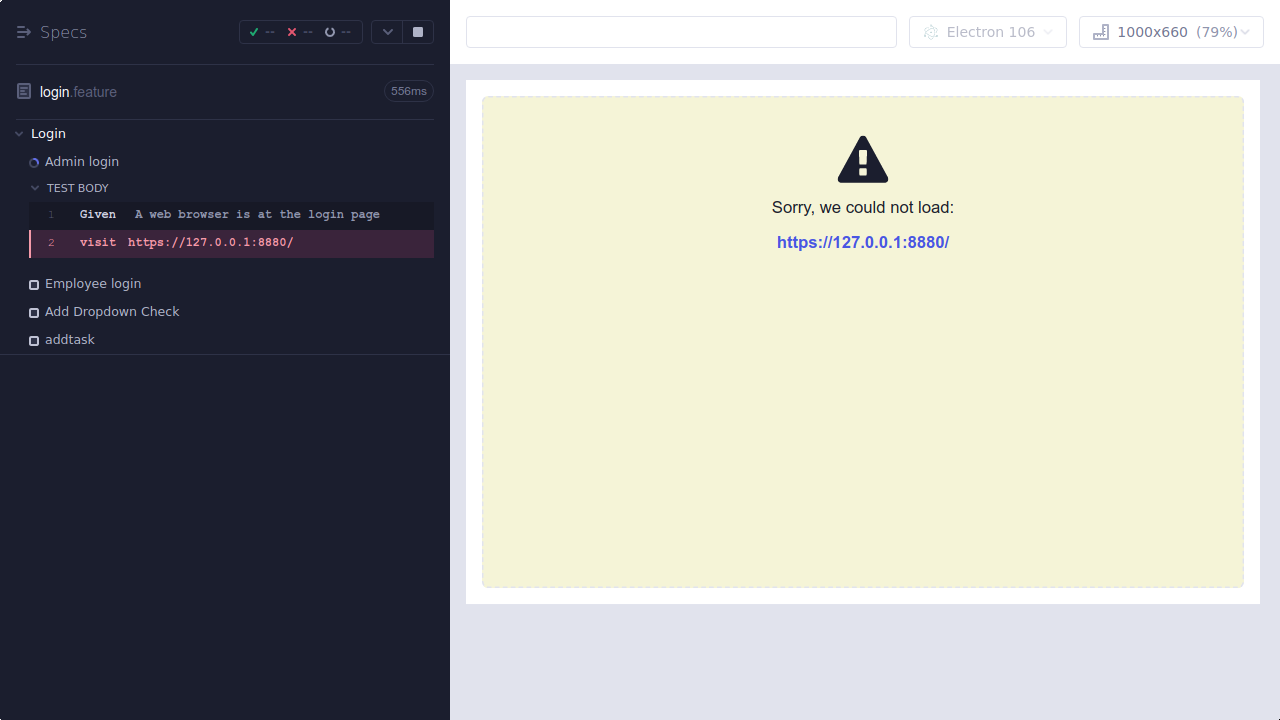 Specs
-- -- --
login.feature
556ms
Login
Admin login
TEST BODY
1 Given A web browser is at the login page
2 visit https://127.0.0.1:8880/
Employee login
Add Dropdown Check
addtask
Electron 106
1000x660 (79%)
Sorry, we could not load:
https://127.0.0.1:8880/